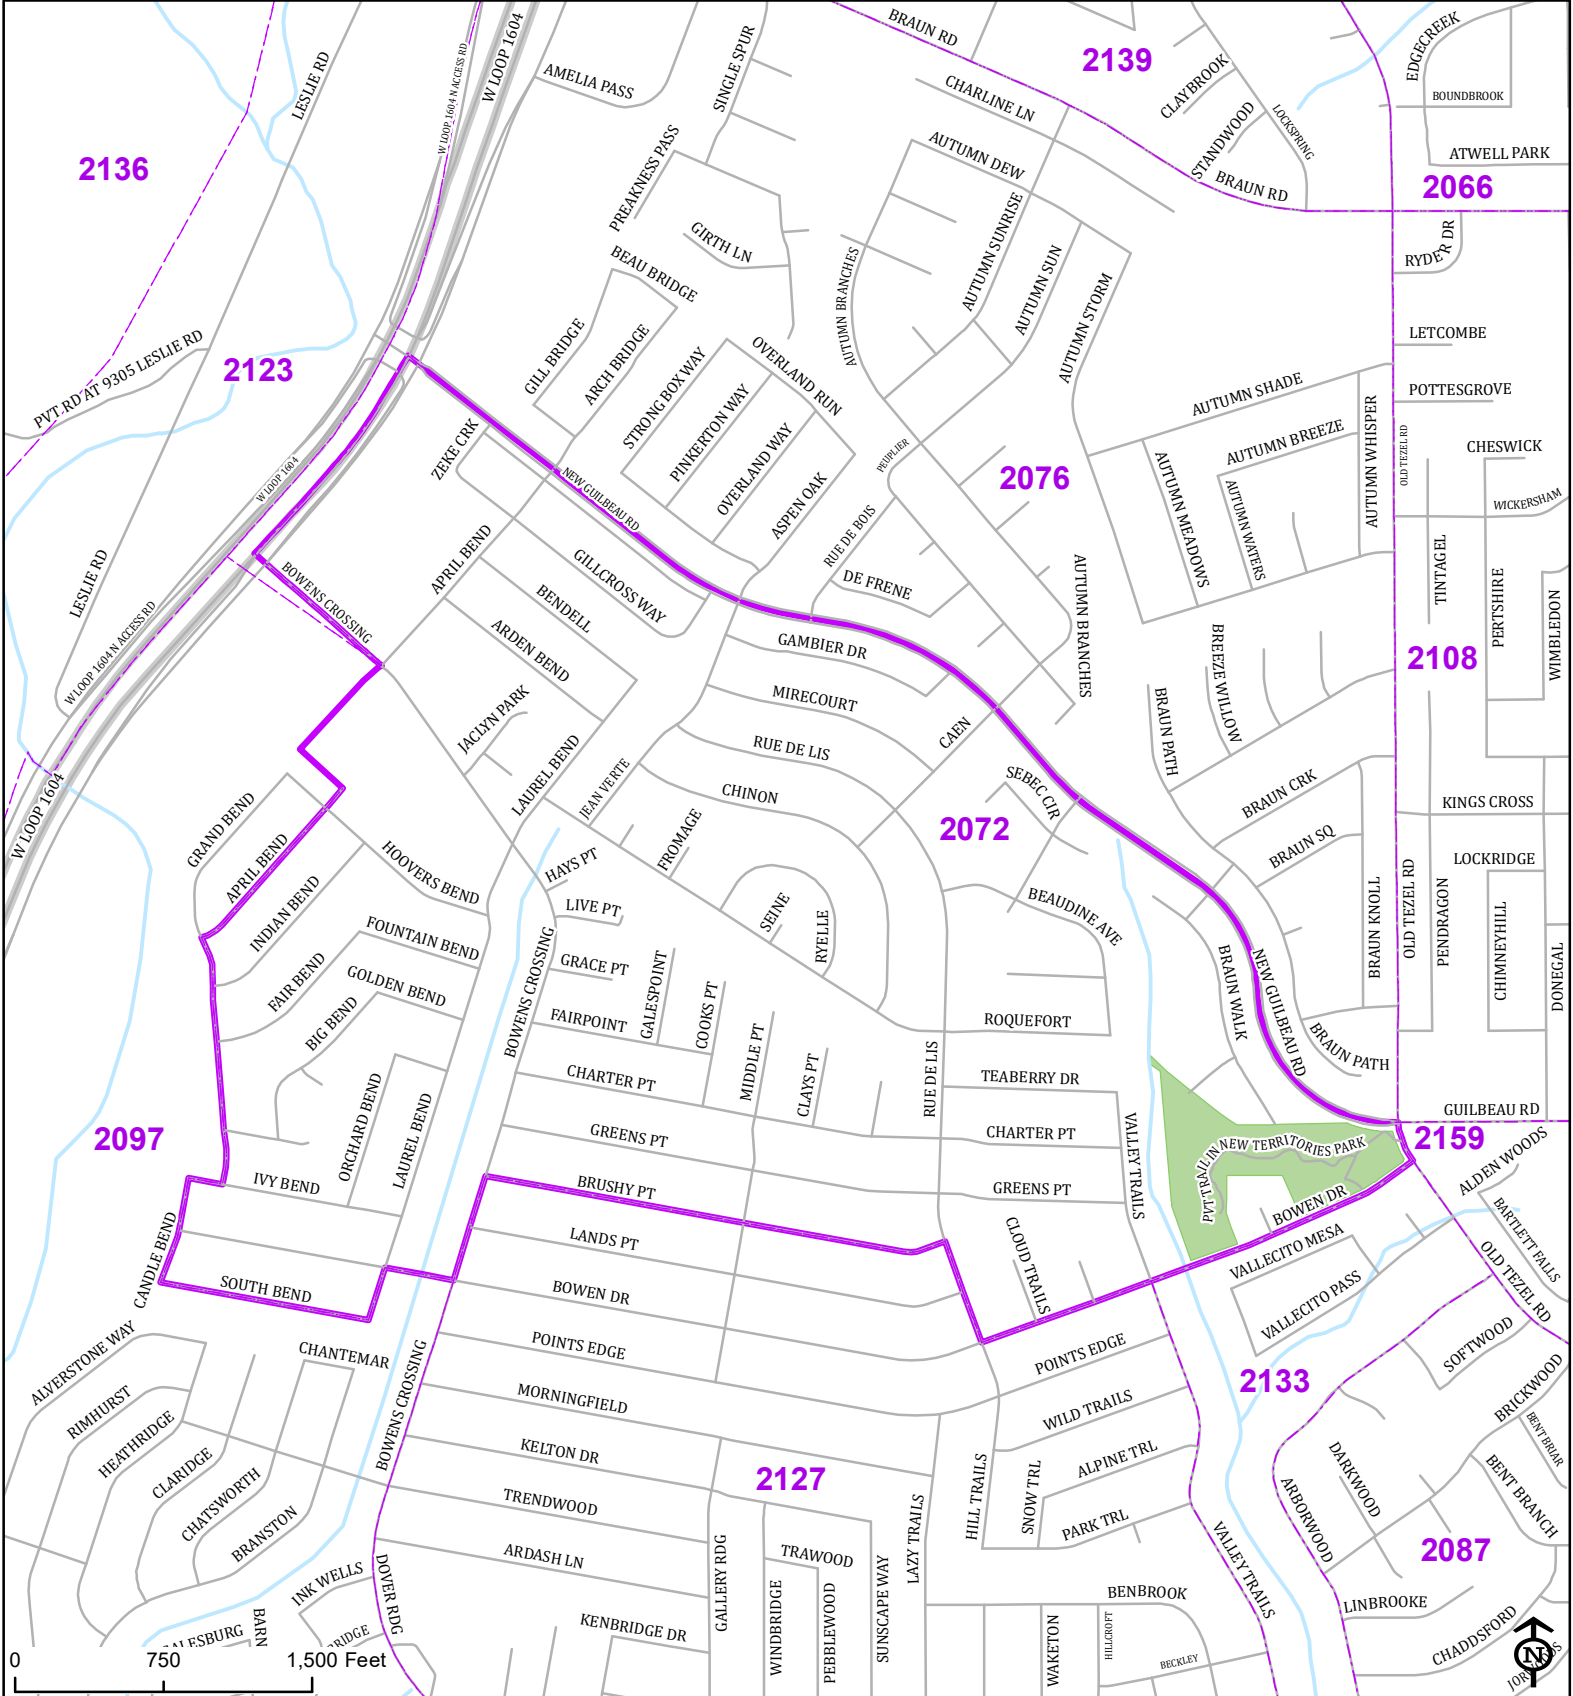 BRAUN RD
2139
EDGECREEK
W LOOP 1604
SINGLE SPUR
LESLIE RD
W LOOP 1604 N ACCESS RD
AMELIA PASS
CHARLINE LN
CLAYBROOK
BOUNDBROOK
LOCKSPRING
STANDWOOD
ATWELL PARK
2136
PREAKNESS PASS
AUTUMN DEW
BRAUN RD
2066
GIRTH LN
AUTUMN SUNRISE
RYDER DR
BEAU BRIDGE
AUTUMN BRANCHES
AUTUMN SUN
AUTUMN STORM
LETCOMBE
PVT RD AT 9305 LESLIE RD
2123
GILL BRIDGE
ARCH BRIDGE
STRONG BOX WAY
OVERLAND RUN
AUTUMN SHADE
POTTESGROVE
PINKERTON WAY
AUTUMN WHISPER
OLD TEZEL RD
ZEKE CRK
OVERLAND WAY
PEUPLIER
AUTUMN BREEZE
CHESWICK
W LOOP 1604
NEW GUILBEAU RD
ASPEN OAK
2076
AUTUMN MEADOWS
AUTUMN WATERS
WICKERSHAM
APRIL BEND
RUE DE BOIS
LESLIE RD
BOWENS CROSSING
GILLCROSS WAY
DE FRENE
AUTUMN BRANCHES
TINTAGEL
PERTSHIRE
WIMBLEDON
BENDELL
W LOOP 1604 N ACCESS RD
ARDEN BEND
GAMBIER DR
BREEZE WILLOW
2108
MIRECOURT
JACLYN PARK
BRAUN PATH
CAEN
RUE DE LIS
LAUREL BEND
JEAN VERTE
CHINON
SEBEC CIR
BRAUN CRK
KINGS CROSS
W LOOP 1604
GRAND BEND
2072
FROMAGE
BRAUN SQ
LOCKRIDGE
APRIL BEND
HOOVERS BEND
HAYS PT
INDIAN BEND
LIVE PT
SEINE
RYELLE
BEAUDINE AVE
BRAUN KNOLL
OLD TEZEL RD
PENDRAGON
CHIMNEYHILL
DONEGAL
FOUNTAIN BEND
FAIR BEND
GOLDEN BEND
BOWENS CROSSING
GRACE PT
GALESPOINT
COOKS PT
BRAUN WALK
NEW GUILBEAU RD
BIG BEND
FAIRPOINT
ROQUEFORT
BRAUN PATH
MIDDLE PT
CLAYS PT
RUE DE LIS
CHARTER PT
TEABERRY DR
ORCHARD BEND
LAUREL BEND
GUILBEAU RD
2097
GREENS PT
CHARTER PT
VALLEY TRAILS
PVT TRAIL IN NEW TERRITORIES PARK
2159
ALDEN WOODS
IVY BEND
BRUSHY PT
GREENS PT
BOWEN DR
BARTLETT FALLS
CANDLE BEND
LANDS PT
CLOUD TRAILS
VALLECITO MESA
OLD TEZEL RD
SOUTH BEND
BOWEN DR
VALLECITO PASS
ALVERSTONE WAY
CHANTEMAR
POINTS EDGE
POINTS EDGE
SOFTWOOD
RIMHURST
BOWENS CROSSING
MORNINGFIELD
2133
BRICKWOOD
HEATHRIDGE
WILD TRAILS
BENT BRIAR
CLARIDGE
KELTON DR
2127
ALPINE TRL
CHATSWORTH
TRENDWOOD
HILL TRAILS
SNOW TRL
DARKWOOD
BENT BRANCH
ARBORWOOD
BRANSTON
LAZY TRAILS
PARK TRL
ARDASH LN
TRAWOOD
2087
INK WELLS
DOVER RDG
GALLERY RDG
WINDBRIDGE
PEBBLEWOOD
SUNSCAPE WAY
VALLEY TRAILS
BENBROOK
LINBROOKE
BARN
KENBRIDGE DR
WAKETON
HILLCROFT
BECKLEY
CHADDSFORD
ALESBURG
RIDGE
N
0 750 1,500 Feet